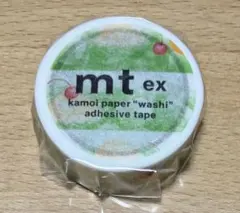 mt ex
kamoi paper "washi"
adhesive tape